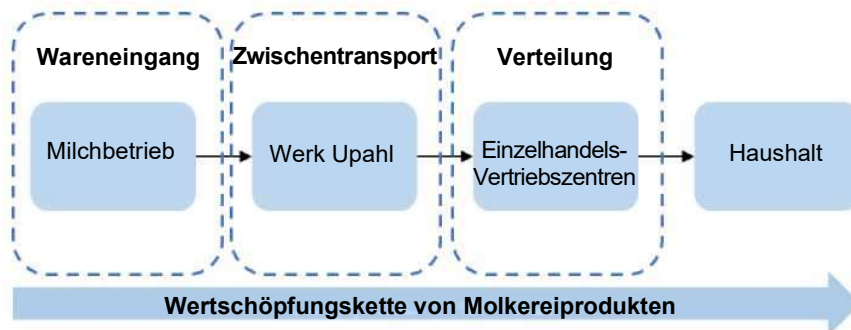 Wareneingang
Zwischentransport
Verteilung
Milchbetrieb
Werk Upahl
Einzelhandels-
Vertriebszentren
Haushalt
Wertschöpfungskette von Molkereiprodukten